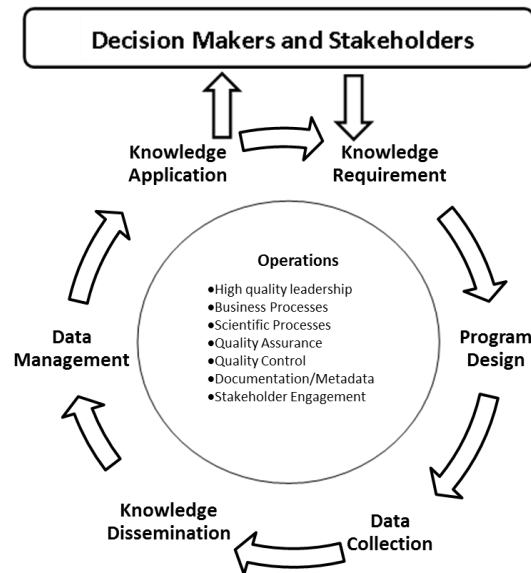 Decision Makers and Stakeholders
Knowledge
Application
Knowledge
Requirement
Operations
●High quality leadership
●Business Processes
●Scientific Processes
●Quality Assurance
●Quality Control
●Documentation/Metadata
●Stakeholder Engagement
Data
Management
Program
Design
Knowledge
Dissemination
Data
Collection